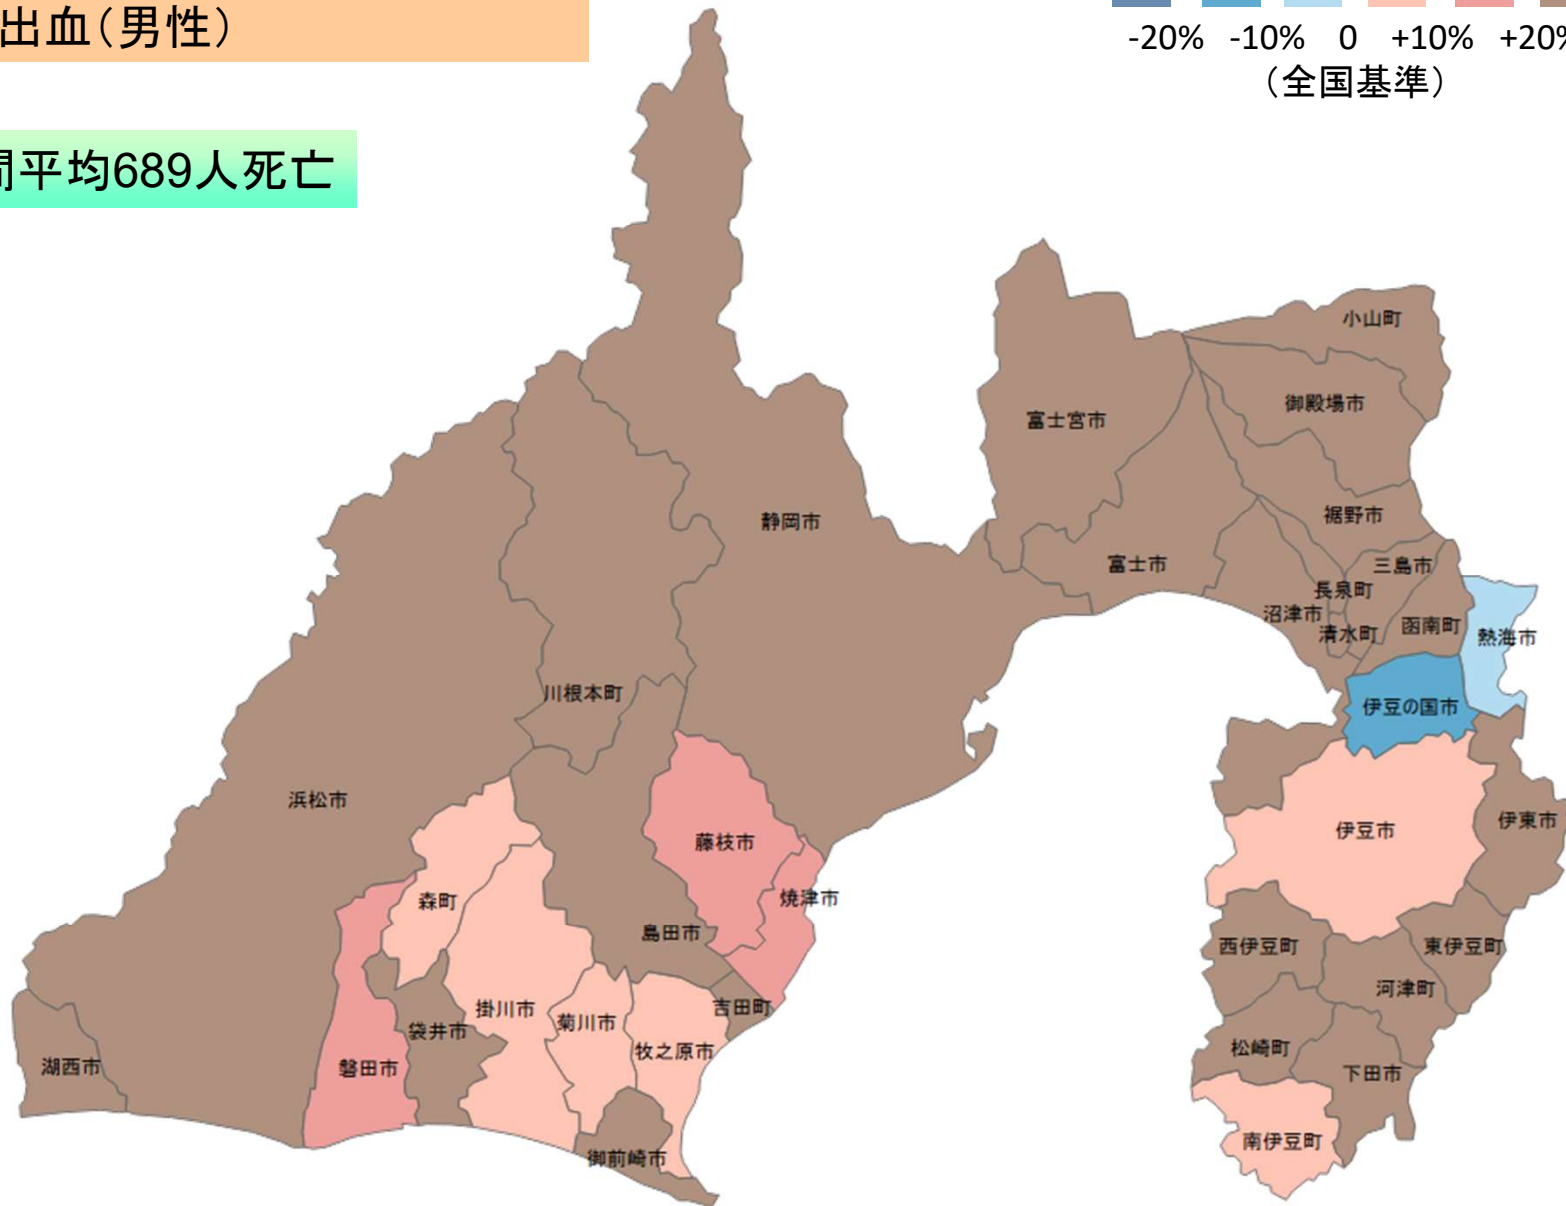 出血（男性）
-20% -10% 0 +10% +20%
（全国基準）
間平均689人死亡
小山町
御殿場市
富士宮市
裾野市
静岡市
富士市
三島市
長泉町
沼津市
清水町
函南町
熱海市
川根本町
伊豆の国市
浜松市
伊豆市
伊東市
藤枝市
焼津市
森町
島田市
西伊豆町
東伊豆町
河津町
掛川市
吉田町
菊川市
袋井市
牧之原市
松崎町
湖西市
磐田市
下田市
南伊豆町
御前崎市